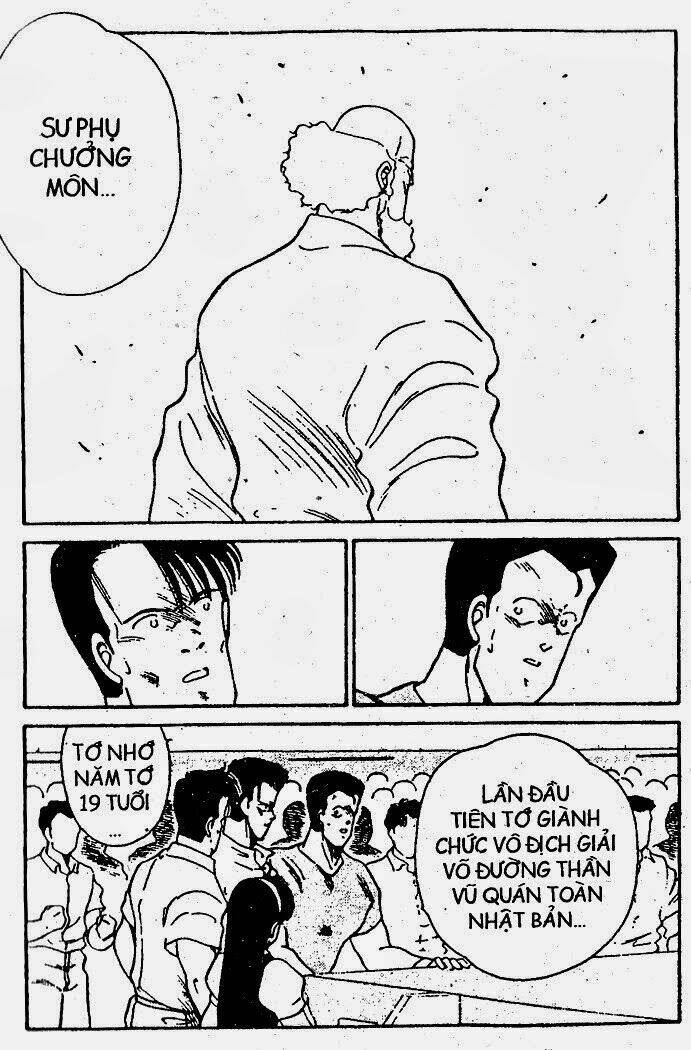 SƯ PHỤ
CHƯỞNG
MÔN...
TỚ NHỚ
NĂM TỚ
19 TUỔI
...
LẦN ĐẦU
TIÊN TỚ GIÀNH
CHỨC VÔ ĐỊCH GIẢI
VÕ ĐƯỜNG THẦN
VŨ QUÁN TOÀN
NHẬT BẢN...